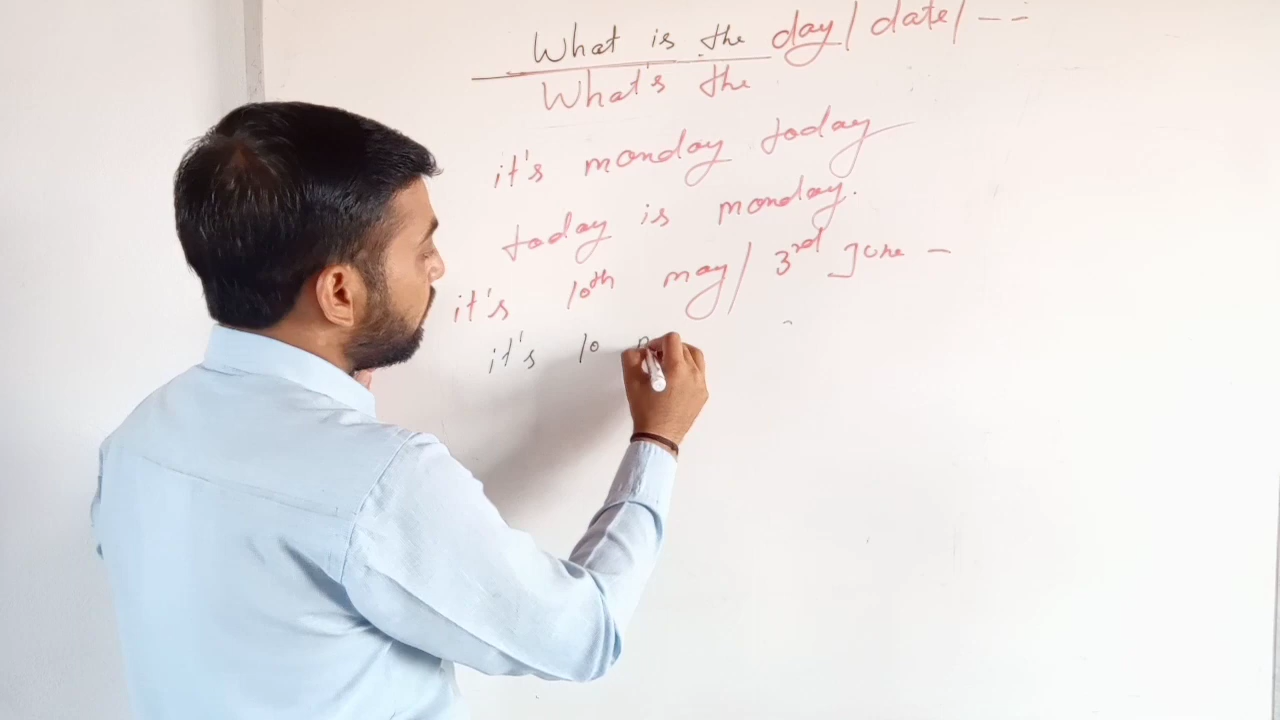 What is the day/ date/ - -
What's the
it's monday today
today is monday.
it's 10th may/ 3rd June -
it's 10